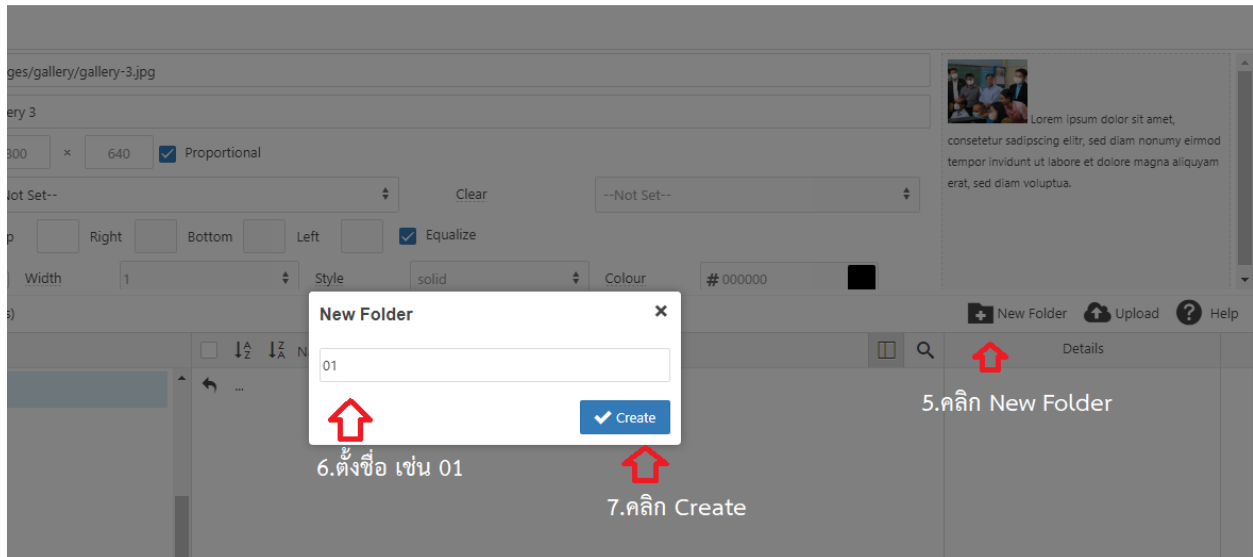 ges/gallery/gallery-3.jpg
ery 3
300 × 640 Proportional
Not Set-- Clear --Not Set--
p Right Bottom Left Equalize
Width 1 Style solid Colour # 000000
Lorem ipsum dolor sit amet,
consetetur sadipscing elitr, sed diam nonumy eirmod
tempor invidunt ut labore et dolore magna aliquyam
erat, sed diam voluptua.
s)
New Folder Upload Help
Details
...
New Folder
01
Create
5.คลิก New Folder
6.ตั้งชื่อ เช่น 01
7.คลิก Create